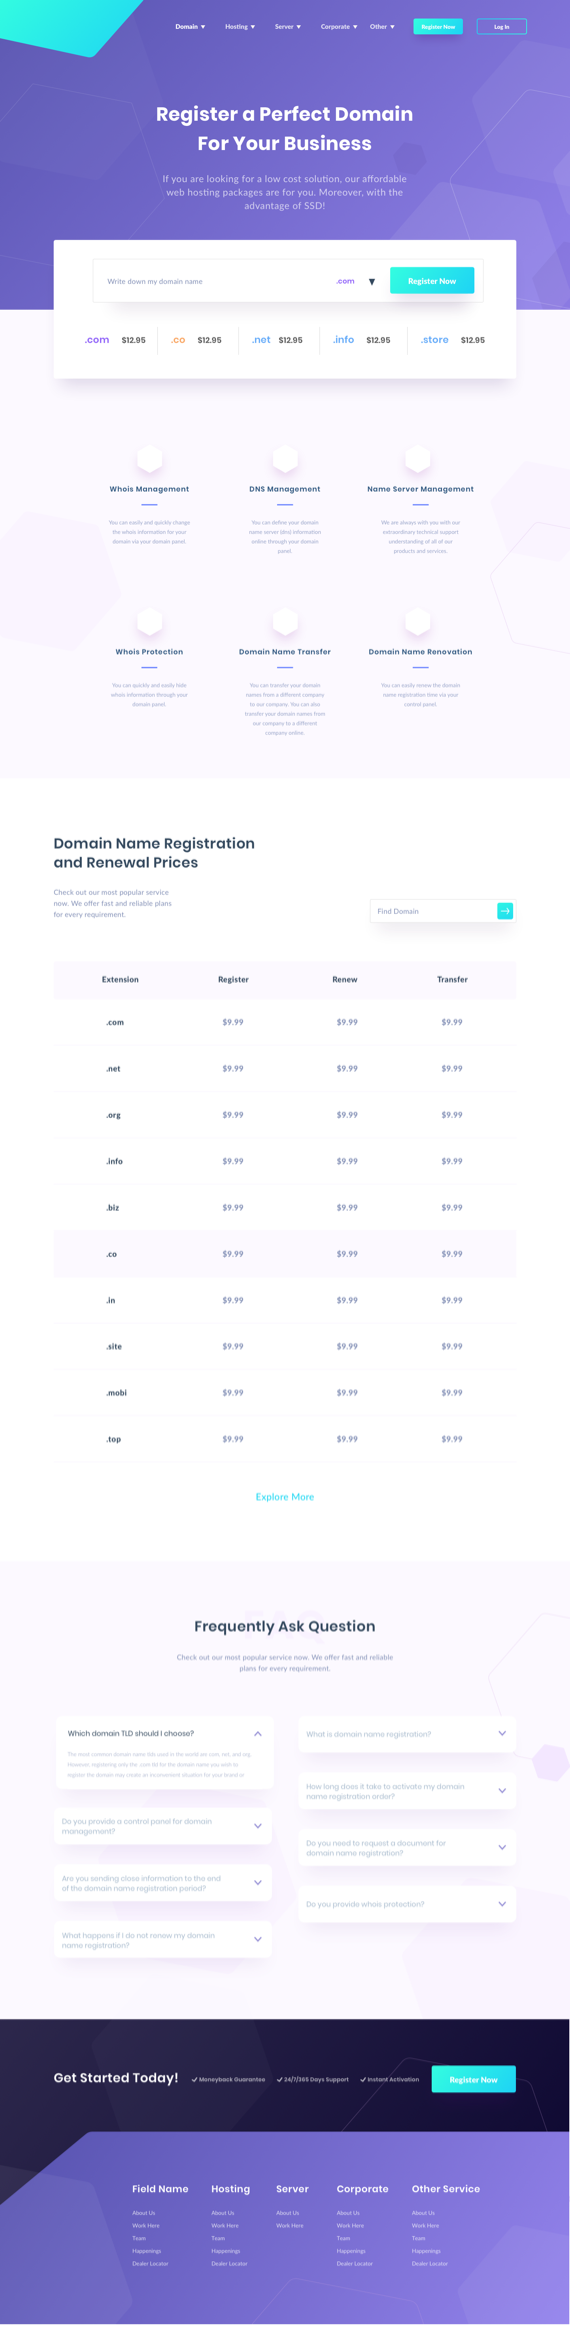 Domain ▼ Hosting ▼ Server ▼ Corporate ▼ Other ▼ Register Now Log In
Register a Perfect Domain
For Your Business
If you are looking for a low cost solution, our affordable
web hosting packages are for you. Moreover, with the
advantage of SSD!
Write down my domain name .com ▼ Register Now
.com $12.95 .co $12.95 .net $12.95 .info $12.95 .store $12.95
Whois Management
You can easily and quickly change
the whois information for your
domain via your domain panel.
DNS Management
You can define your domain
name server (dns) information
online through your domain
panel.
Name Server Management
We are always with you with our
extraordinary technical support
understanding of all of our
products and services.
Whois Protection
You can quickly and easily hide
whois information through your
domain panel.
Domain Name Transfer
You can transfer your domain
names from a different company
to our company. You can also
transfer your domain names from
our company to a different
company online.
Domain Name Renovation
You can easily renew the domain
name registration time via your
control panel.
Domain Name Registration
and Renewal Prices
Check out our most popular service
now. We offer fast and reliable plans
for every requirement.
Find Domain
Extension Register Renew Transfer
.com $9.99 $9.99 $9.99
.net $9.99 $9.99 $9.99
.org $9.99 $9.99 $9.99
.info $9.99 $9.99 $9.99
.biz $9.99 $9.99 $9.99
.co $9.99 $9.99 $9.99
.in $9.99 $9.99 $9.99
.site $9.99 $9.99 $9.99
.mobi $9.99 $9.99 $9.99
.top $9.99 $9.99 $9.99
Explore More
Frequently Ask Question
Check out our most popular service now. We offer fast and reliable
plans for every requirement.
Which domain TLD should I choose?
The most common domain name tlds used in the world are com, net, and org.
However, registering only the .com tld for the domain name you wish to
register the domain may create an inconvenient situation for your brand or
Do you provide a control panel for domain
management?
Are you sending close information to the end
of the domain name registration period?
What happens if I do not renew my domain
name registration?
What is domain name registration?
How long does it take to activate my domain
name registration order?
Do you need to request a document for
domain name registration?
Do you provide whois protection?
Get Started Today! Moneyback Guarantee 24/7/365 Days Support Instant Activation Register Now
Field Name
About Us
Work Here
Team
Happenings
Dealer Locator
Hosting
About Us
Work Here
Team
Happenings
Dealer Locator
Server
About Us
Work Here
Corporate
About Us
Work Here
Team
Happenings
Dealer Locator
Other Service
About Us
Work Here
Team
Happenings
Dealer Locator